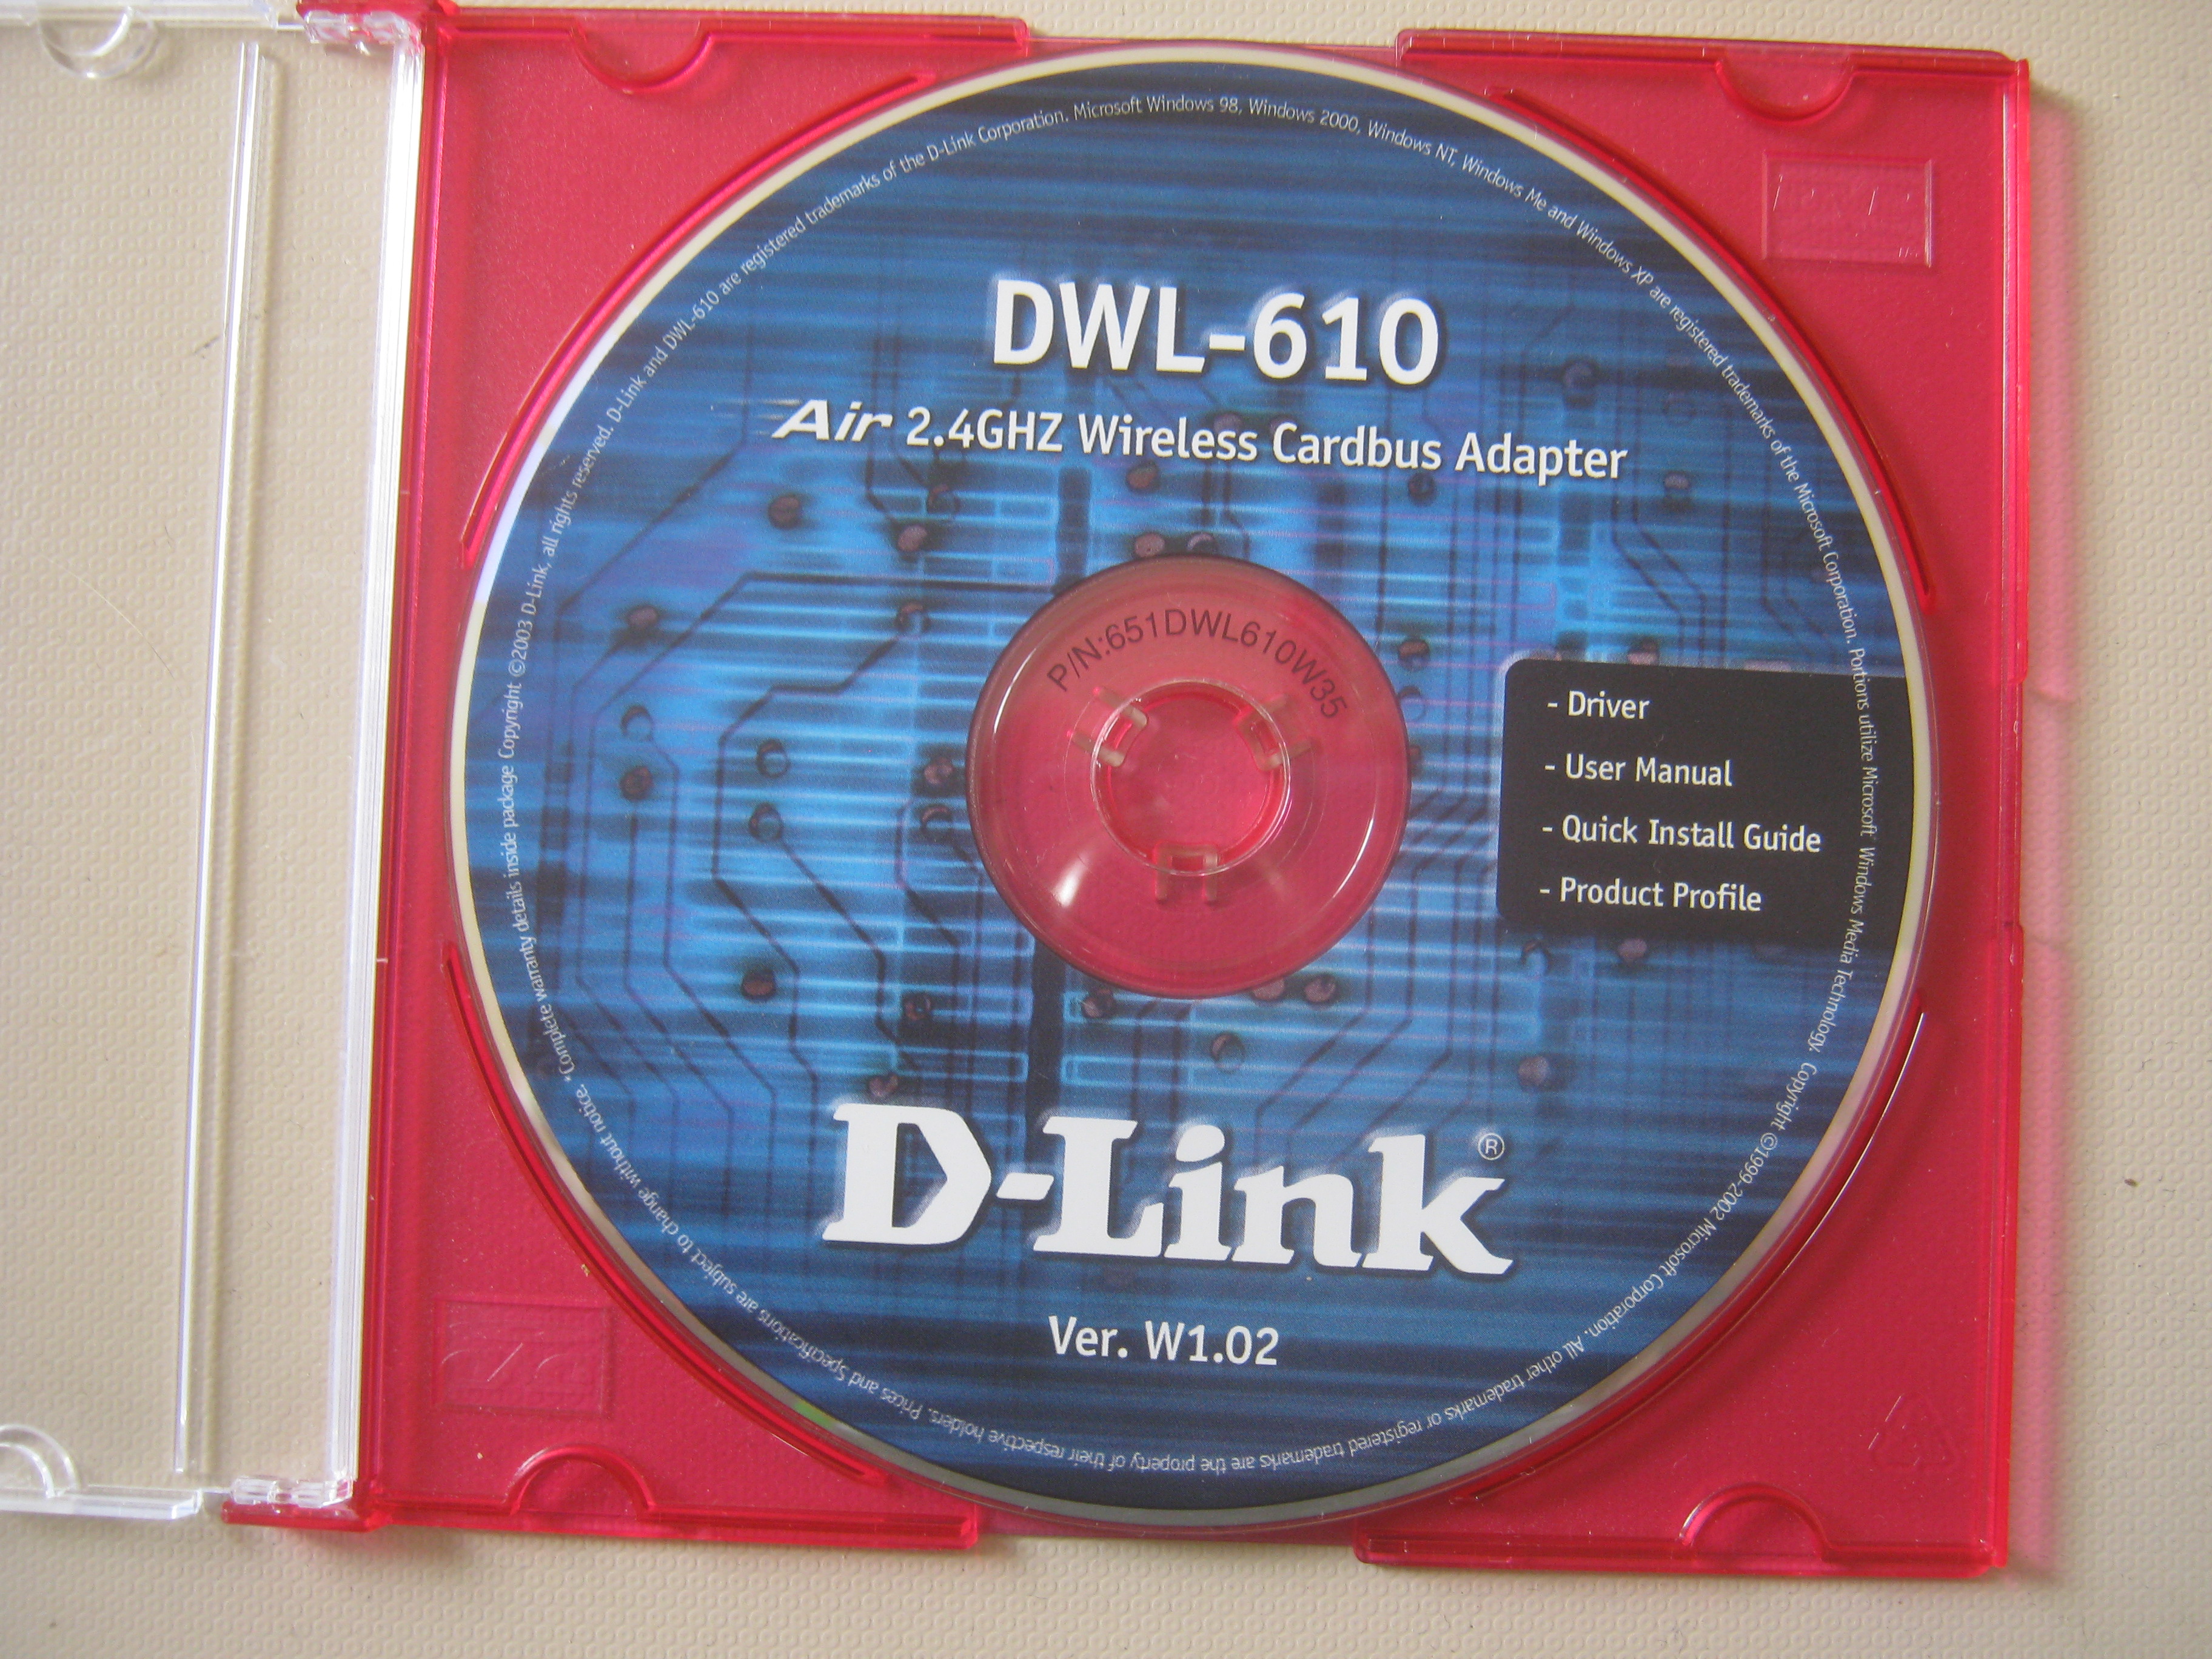 DWL-610
Air 2.4GHZ Wireless Cardbus Adapter
P/N:651DWL610W35
- Driver
- User Manual
- Quick Install Guide
- Product Profile
D-Link®
Ver. W1.02
*Complete warranty details inside package Copyright ©2003 D-Link, all rights reserved. D-Link and DWL-610 are registered trademarks of the D-Link Corporation. Microsoft Windows 98, Windows 2000, Windows NT, Windows Me and Windows XP are registered trademarks of the Microsoft Corporation. Portions utilize Microsoft Windows Media Technology. Copyright ©1999-2002 Microsoft Corporation. All other trademarks or registered trademarks are the property of their respective holders. Prices and Specifications are subject to change without notice.